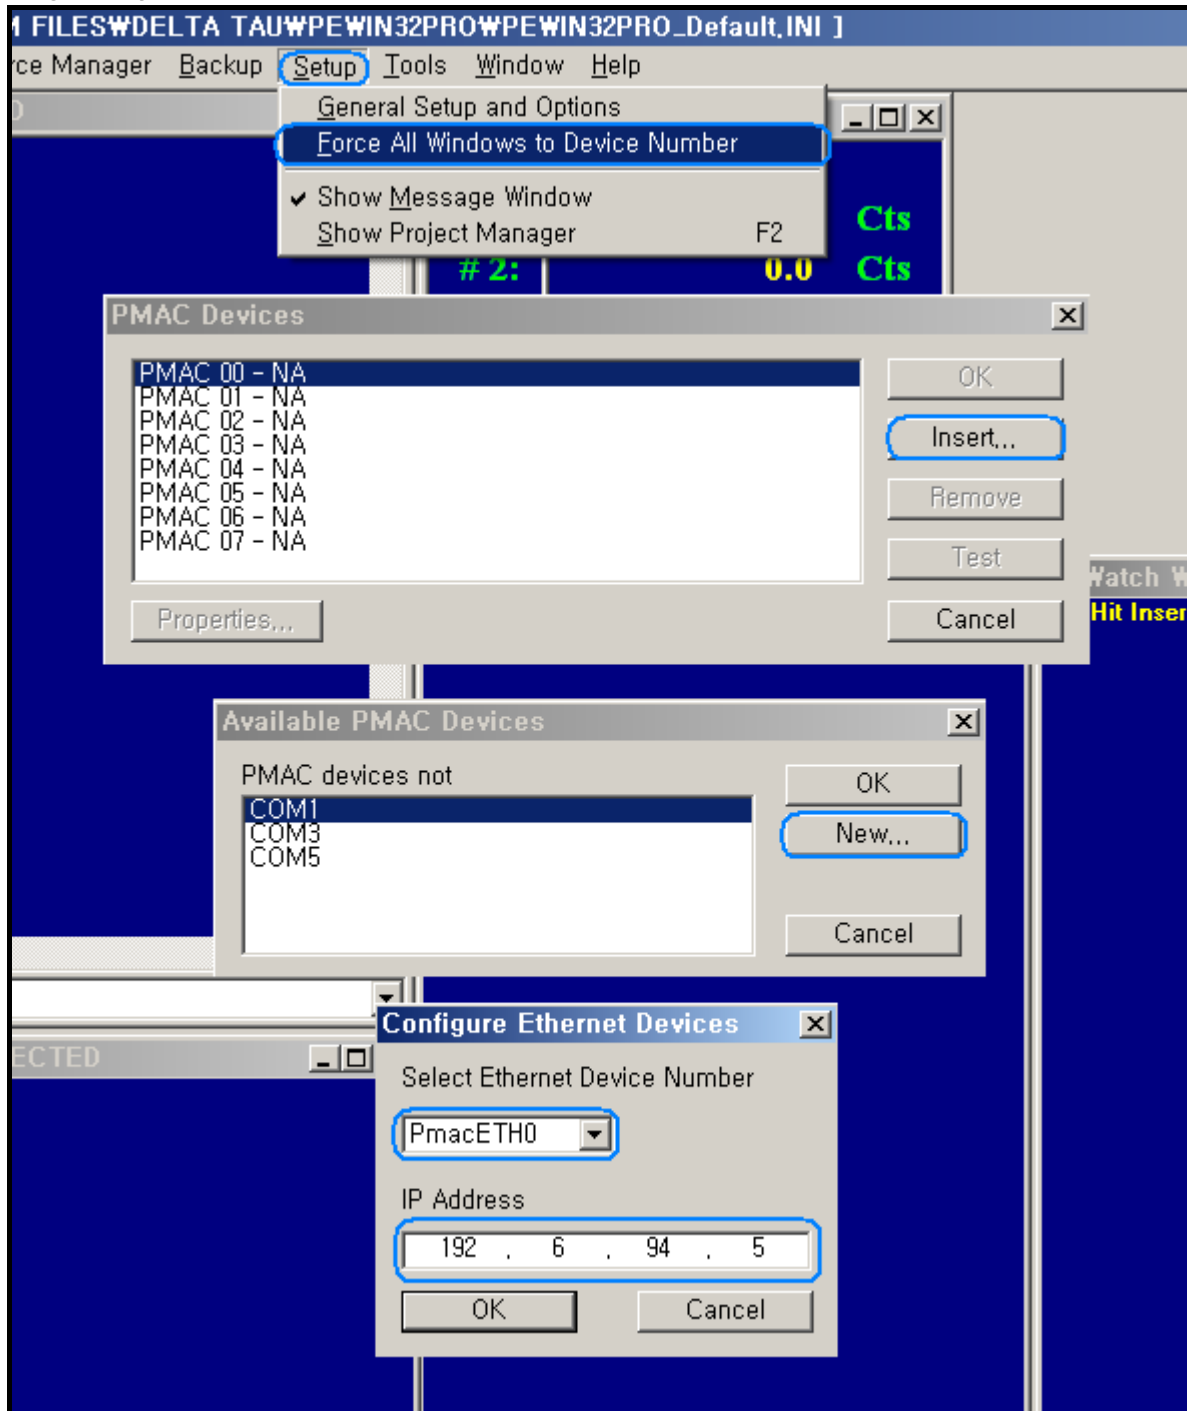 M FILES₩DELTA TAU₩PEWIN32PRO₩PEWIN32PRO_Default.INI ]
rce Manager Backup Setup Tools Window Help
General Setup and Options
Force All Windows to Device Number
Show Message Window
Show Project Manager F2
Cts
# 2: 0.0 Cts
PMAC Devices
PMAC 00 - NA
PMAC 01 - NA
PMAC 02 - NA
PMAC 03 - NA
PMAC 04 - NA
PMAC 05 - NA
PMAC 06 - NA
PMAC 07 - NA
OK
Insert...
Remove
Test
Properties...
Cancel
Watch W
Hit Inser
Available PMAC Devices
PMAC devices not
COM1
COM3
COM5
OK
New...
Cancel
ECTED
Configure Ethernet Devices
Select Ethernet Device Number
PmacETH0
IP Address
192 . 6 . 94 . 5
OK Cancel